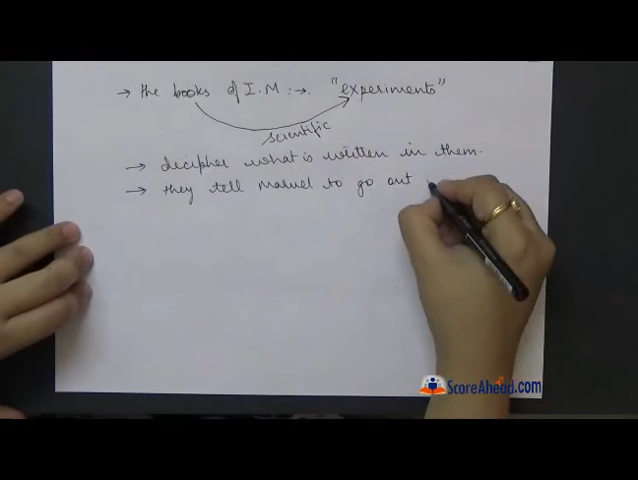 → the books of I.M :→. "experiments"
scientific
→ decipher what is written in them.
→ they tell Manuel to go out
ScoreAhead.com